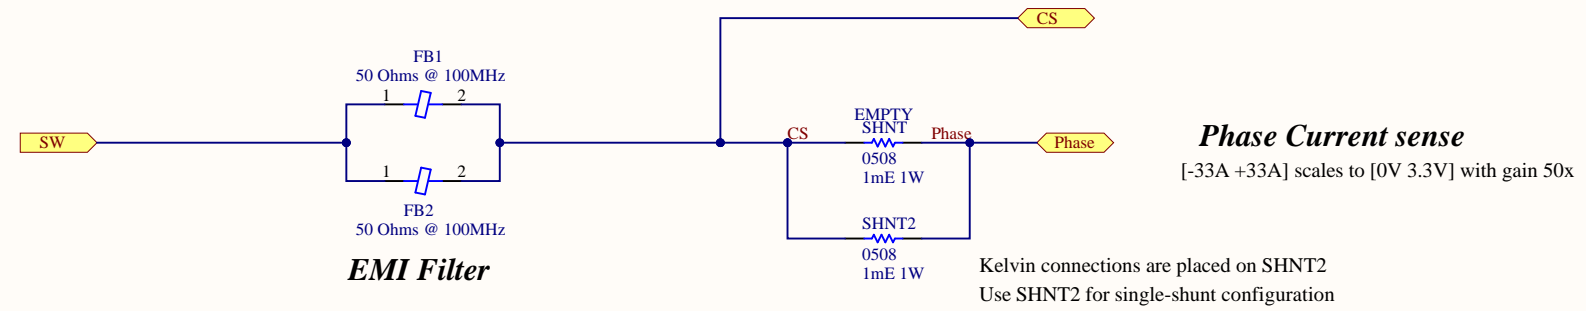 CS
FB1
50 Ohms @ 100MHz
1 2
SW
EMPTY
CS SHNT Phase
Phase
0508
1mE 1W
Phase Current sense
[-33A +33A] scales to [0V 3.3V] with gain 50x
1 2
FB2
50 Ohms @ 100MHz
EMI Filter
SHNT2
0508
1mE 1W
Kelvin connections are placed on SHNT2
Use SHNT2 for single-shunt configuration